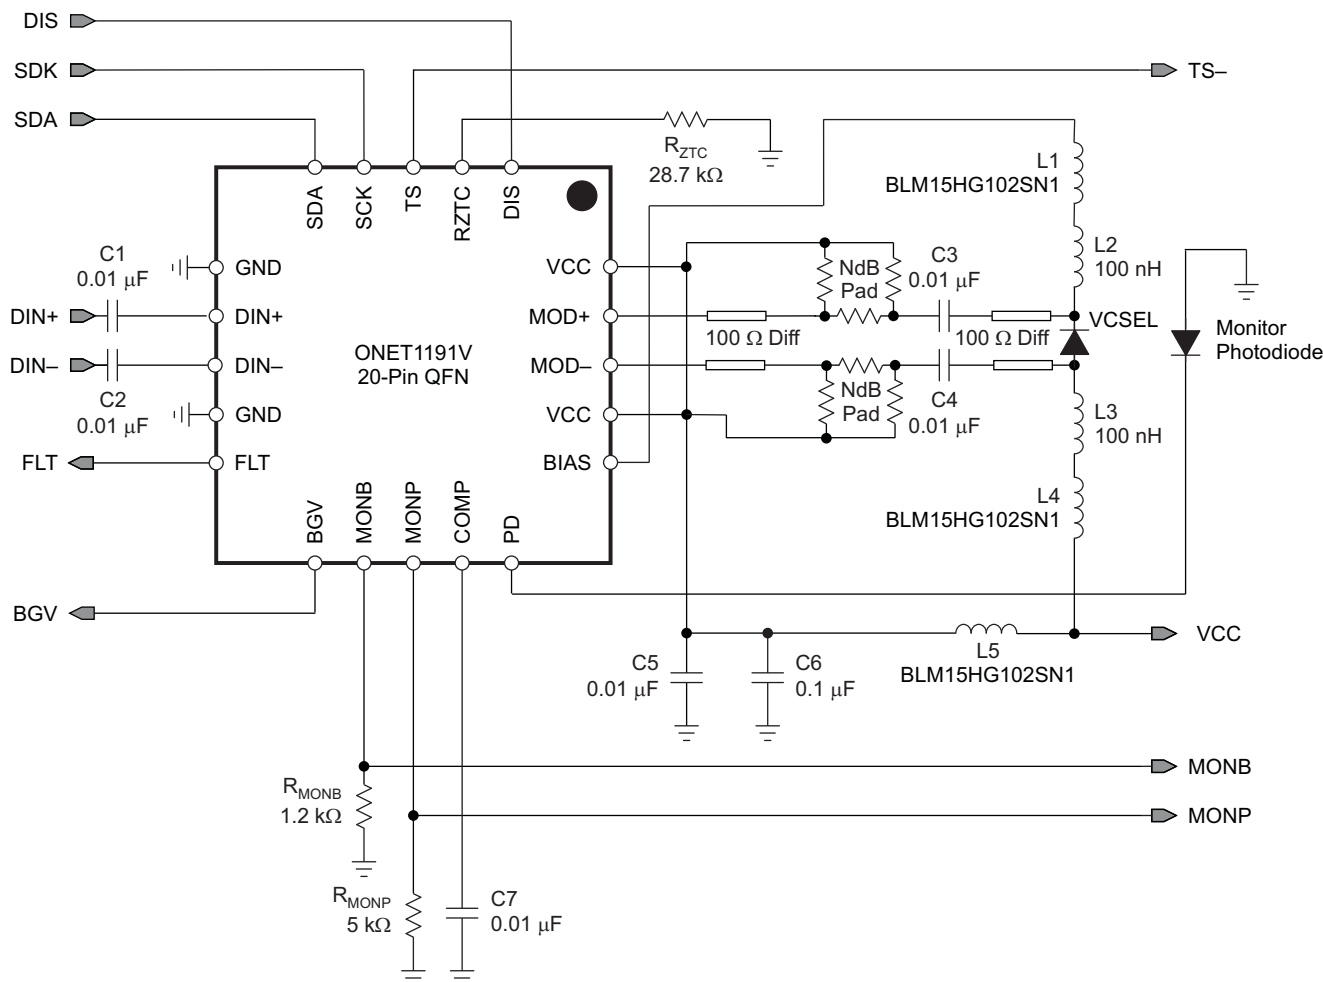 DIS
SDK
TS–
SDA
R_ZTC
28.7 kΩ
L1
BLM15HG102SN1
SDA
SCK
TS
RZTC
DIS
C1
0.01 µF
GND
VCC
NdB
Pad
C3
0.01 µF
L2
100 nH
DIN+
DIN+
MOD+
100 Ω Diff
100 Ω Diff
VCSEL
Monitor
Photodiode
ONET1191V
20-Pin QFN
DIN–
DIN–
MOD–
C2
0.01 µF
GND
VCC
NdB
Pad
C4
0.01 µF
L3
100 nH
FLT
FLT
BIAS
BGV
MONB
MONP
COMP
PD
L4
BLM15HG102SN1
BGV
VCC
C5
0.01 µF
C6
0.1 µF
L5
BLM15HG102SN1
MONB
R_MONB
1.2 kΩ
MONP
R_MONP
5 kΩ
C7
0.01 µF